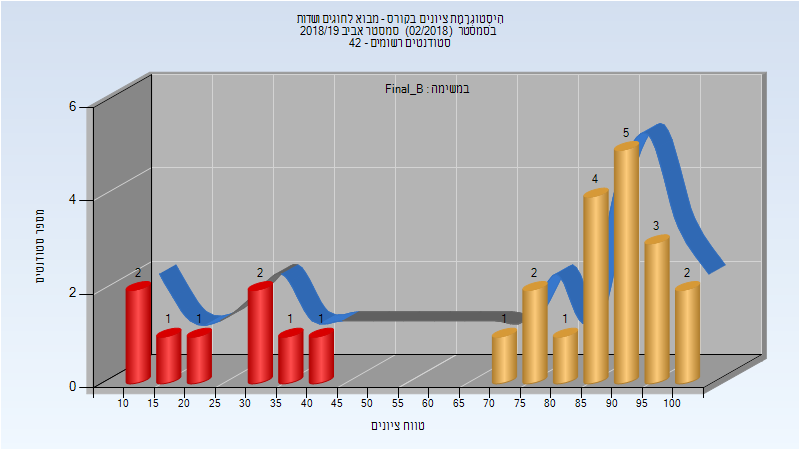 היסטוגרמת ציונים בקורס - מבוא לחוגים ושדות
בסמסטר (02/2018) סמסטר אביב 2018/19
סטודנטים רשומים - 42
במשימה : Final_B
6
4
2
0
מספר סטודנטים
2
1
1
2
1
1
1
2
1
4
5
3
2
10 15 20 25 30 35 40 45 50 55 60 65 70 75 80 85 90 95 100
טווח ציונים